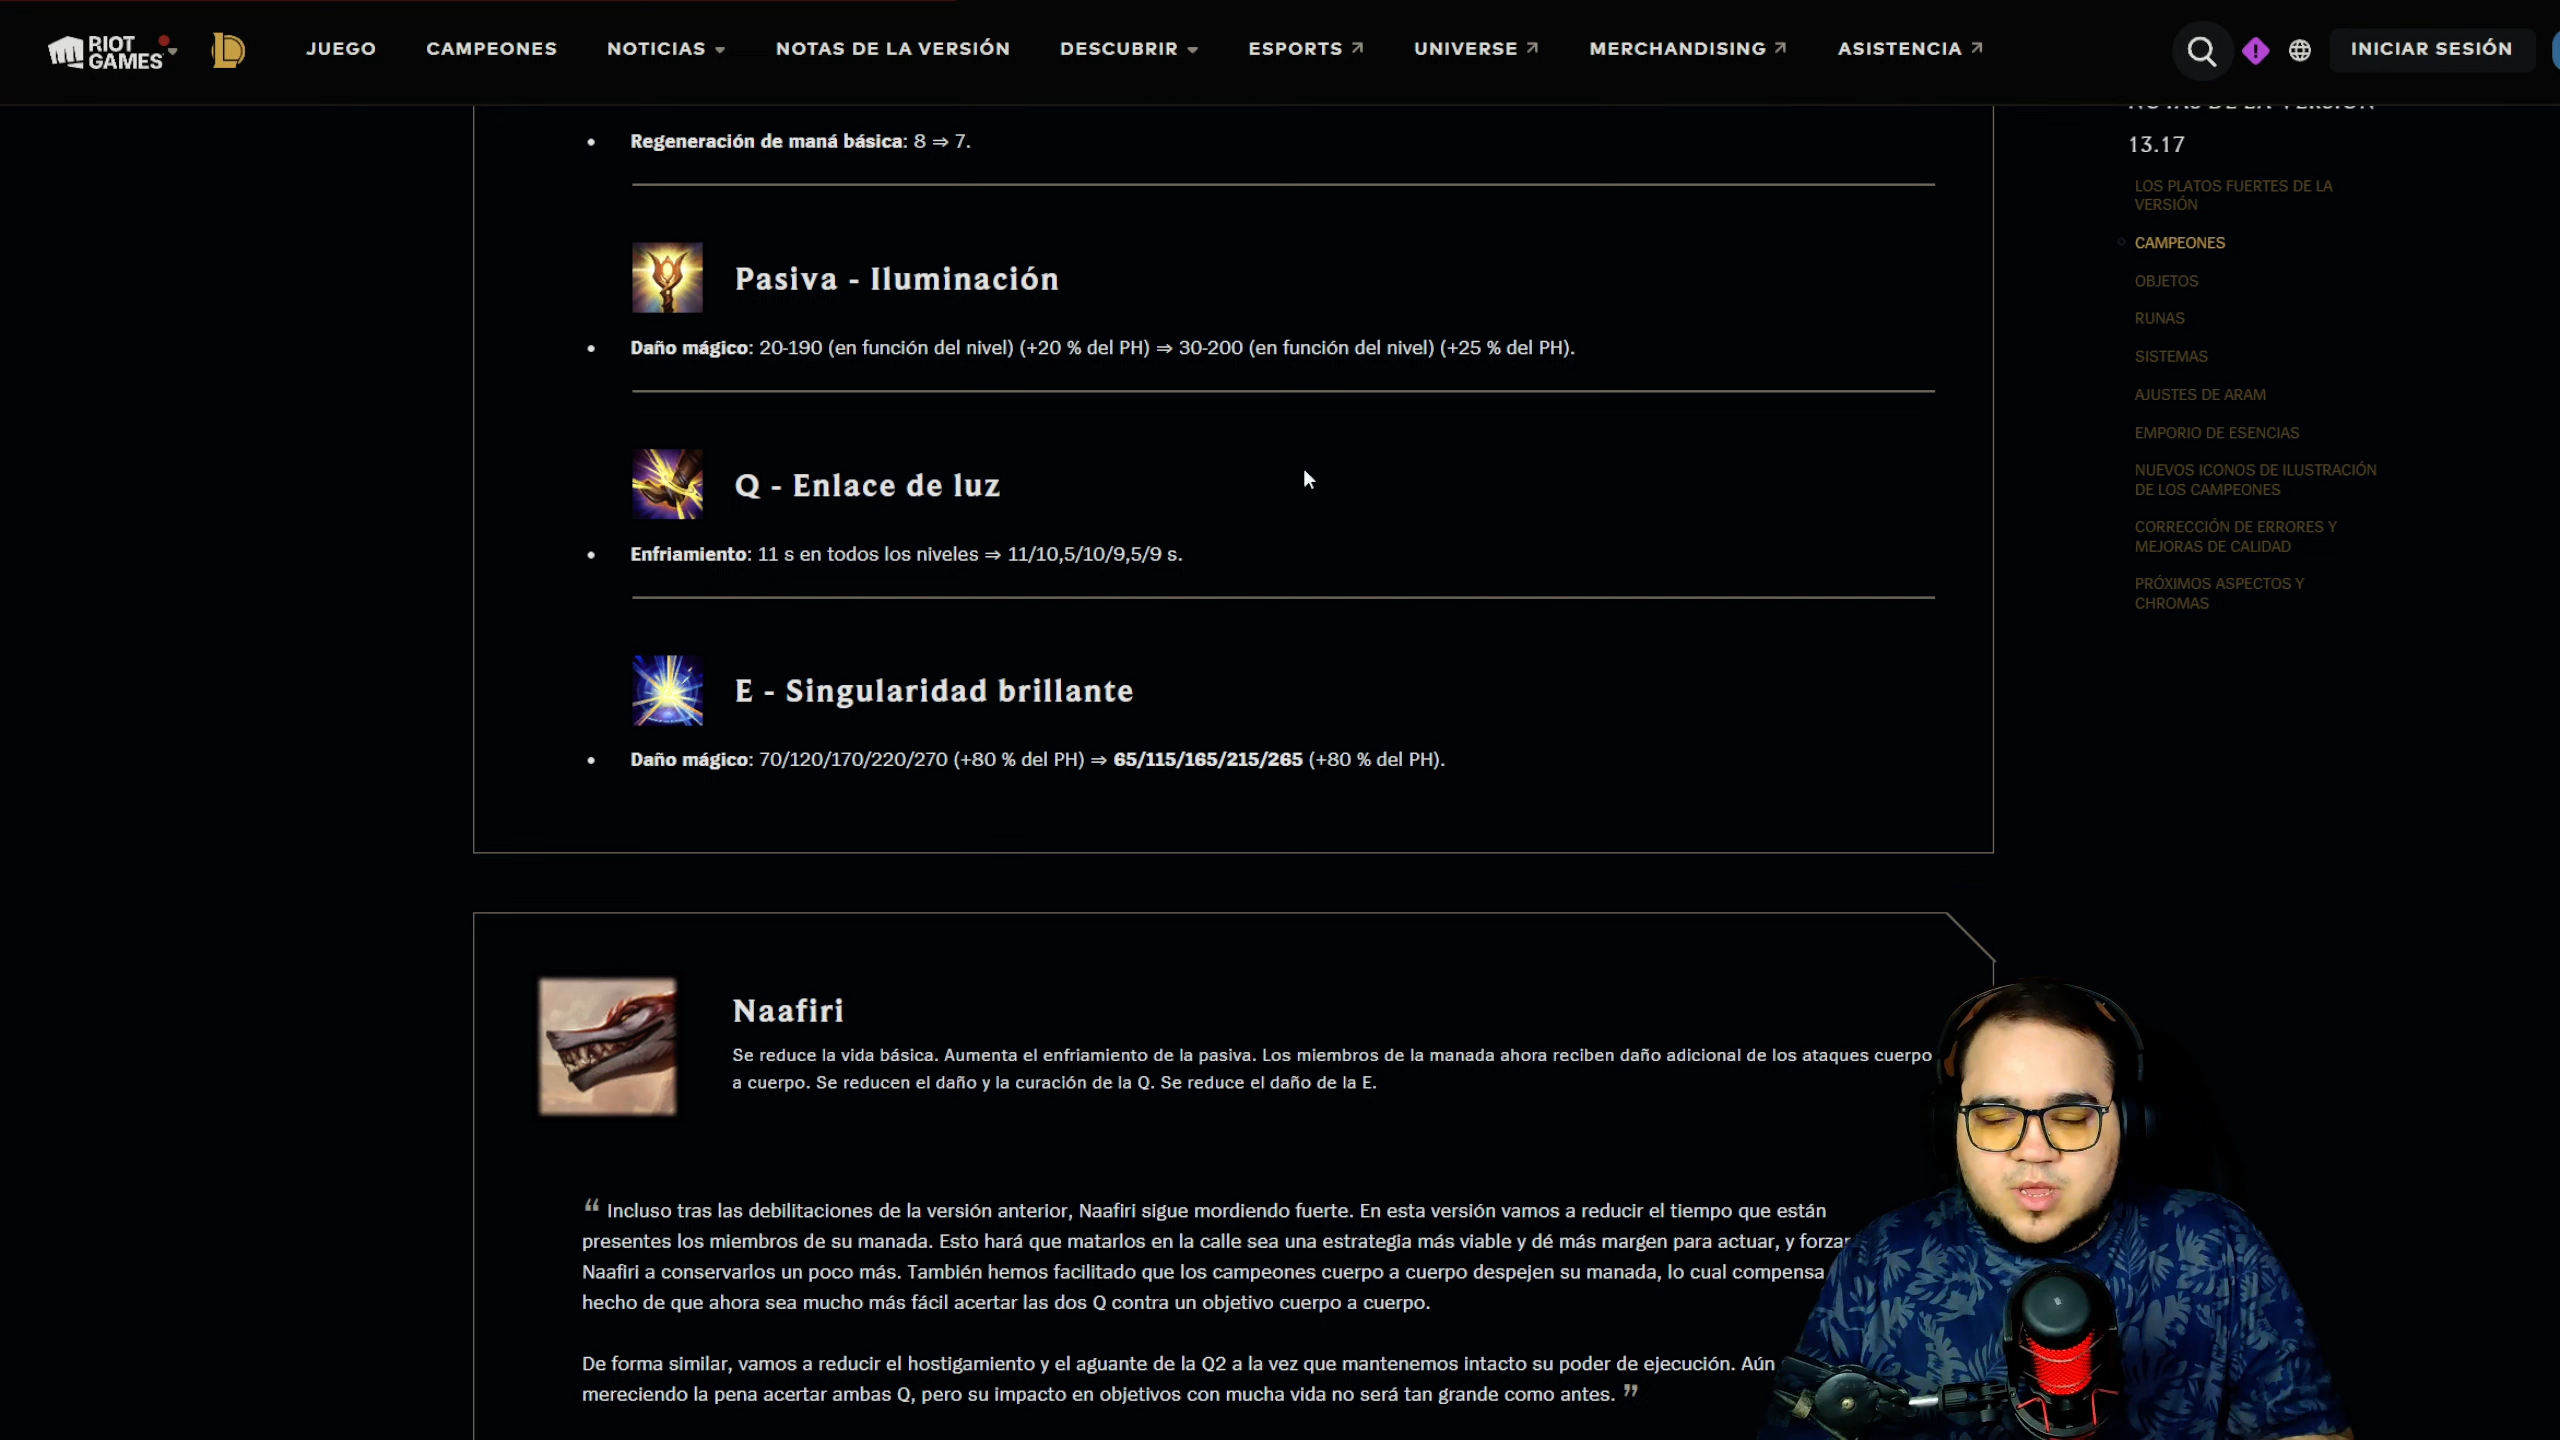 RIOT GAMES
JUEGO
CAMPEONES
NOTICIAS
NOTAS DE LA VERSIÓN
DESCUBRIR
ESPORTS
UNIVERSE
MERCHANDISING
ASISTENCIA
INICIAR SESIÓN
Regeneración de maná básica: 8 ⇒ 7.
Pasiva - Iluminación
Daño mágico: 20-190 (en función del nivel) (+20 % del PH) ⇒ 30-200 (en función del nivel) (+25 % del PH).
Q - Enlace de luz
Enfriamiento: 11 s en todos los niveles ⇒ 11/10,5/10/9,5/9 s.
E - Singularidad brillante
Daño mágico: 70/120/170/220/270 (+80 % del PH) ⇒ 65/115/165/215/265 (+80 % del PH).
Naafiri
Se reduce la vida básica. Aumenta el enfriamiento de la pasiva. Los miembros de la manada ahora reciben daño adicional de los ataques cuerpo
a cuerpo. Se reducen el daño y la curación de la Q. Se reduce el daño de la E.
“ Incluso tras las debilitaciones de la versión anterior, Naafiri sigue mordiendo fuerte. En esta versión vamos a reducir el tiempo que están
presentes los miembros de su manada. Esto hará que matarlos en la calle sea una estrategia más viable y dé más margen para actuar, y forzar
Naafiri a conservarlos un poco más. También hemos facilitado que los campeones cuerpo a cuerpo despejen su manada, lo cual compensa
hecho de que ahora sea mucho más fácil acertar las dos Q contra un objetivo cuerpo a cuerpo.
De forma similar, vamos a reducir el hostigamiento y el aguante de la Q2 a la vez que mantenemos intacto su poder de ejecución. Aún
mereciendo la pena acertar ambas Q, pero su impacto en objetivos con mucha vida no será tan grande como antes. ”
NOTAS DE LA VERSIÓN
13.17
LOS PLATOS FUERTES DE LA
VERSIÓN
CAMPEONES
OBJETOS
RUNAS
SISTEMAS
AJUSTES DE ARAM
EMPORIO DE ESENCIAS
NUEVOS ICONOS DE ILUSTRACIÓN
DE LOS CAMPEONES
CORRECCIÓN DE ERRORES Y
MEJORAS DE CALIDAD
PRÓXIMOS ASPECTOS Y
CHROMAS